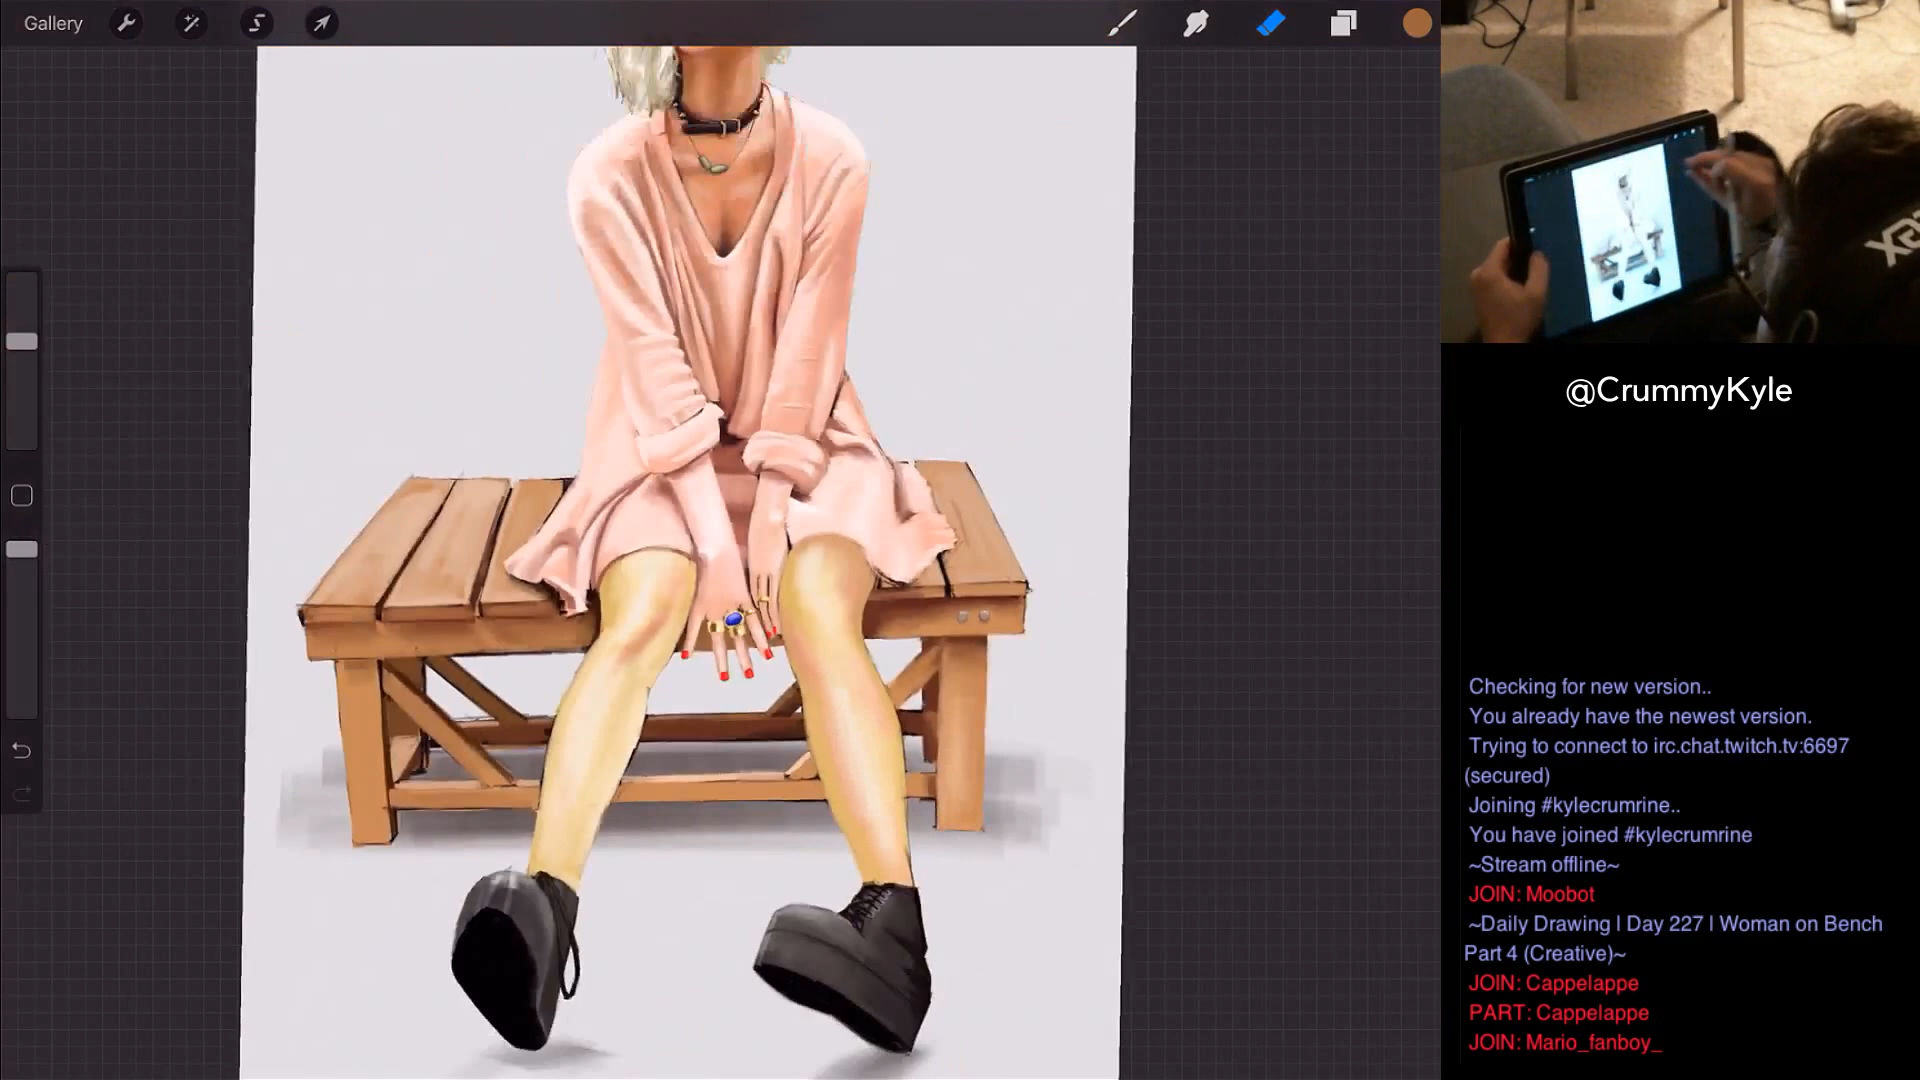 Gallery
@CrummyKyle
Checking for new version..
You already have the newest version.
Trying to connect to irc.chat.twitch.tv:6697
(secured)
Joining #kylecrumrine..
You have joined #kylecrumrine
~Stream offline~
JOIN: Moobot
~Daily Drawing | Day 227 | Woman on Bench
Part 4 (Creative)~
JOIN: Cappelappe
PART: Cappelappe
JOIN: Mario_fanboy_